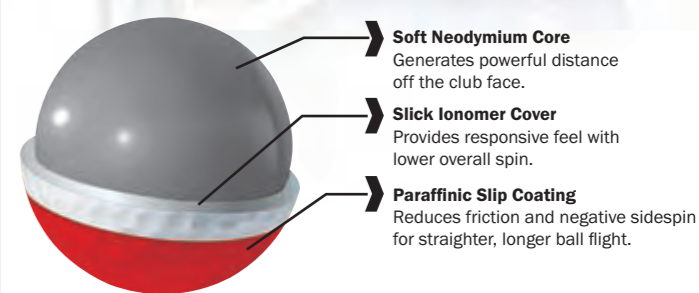 Soft Neodymium Core
Generates powerful distance
off the club face.
Slick Ionomer Cover
Provides responsive feel with
lower overall spin.
Paraffinic Slip Coating
Reduces friction and negative sidespin
for straighter, longer ball flight.